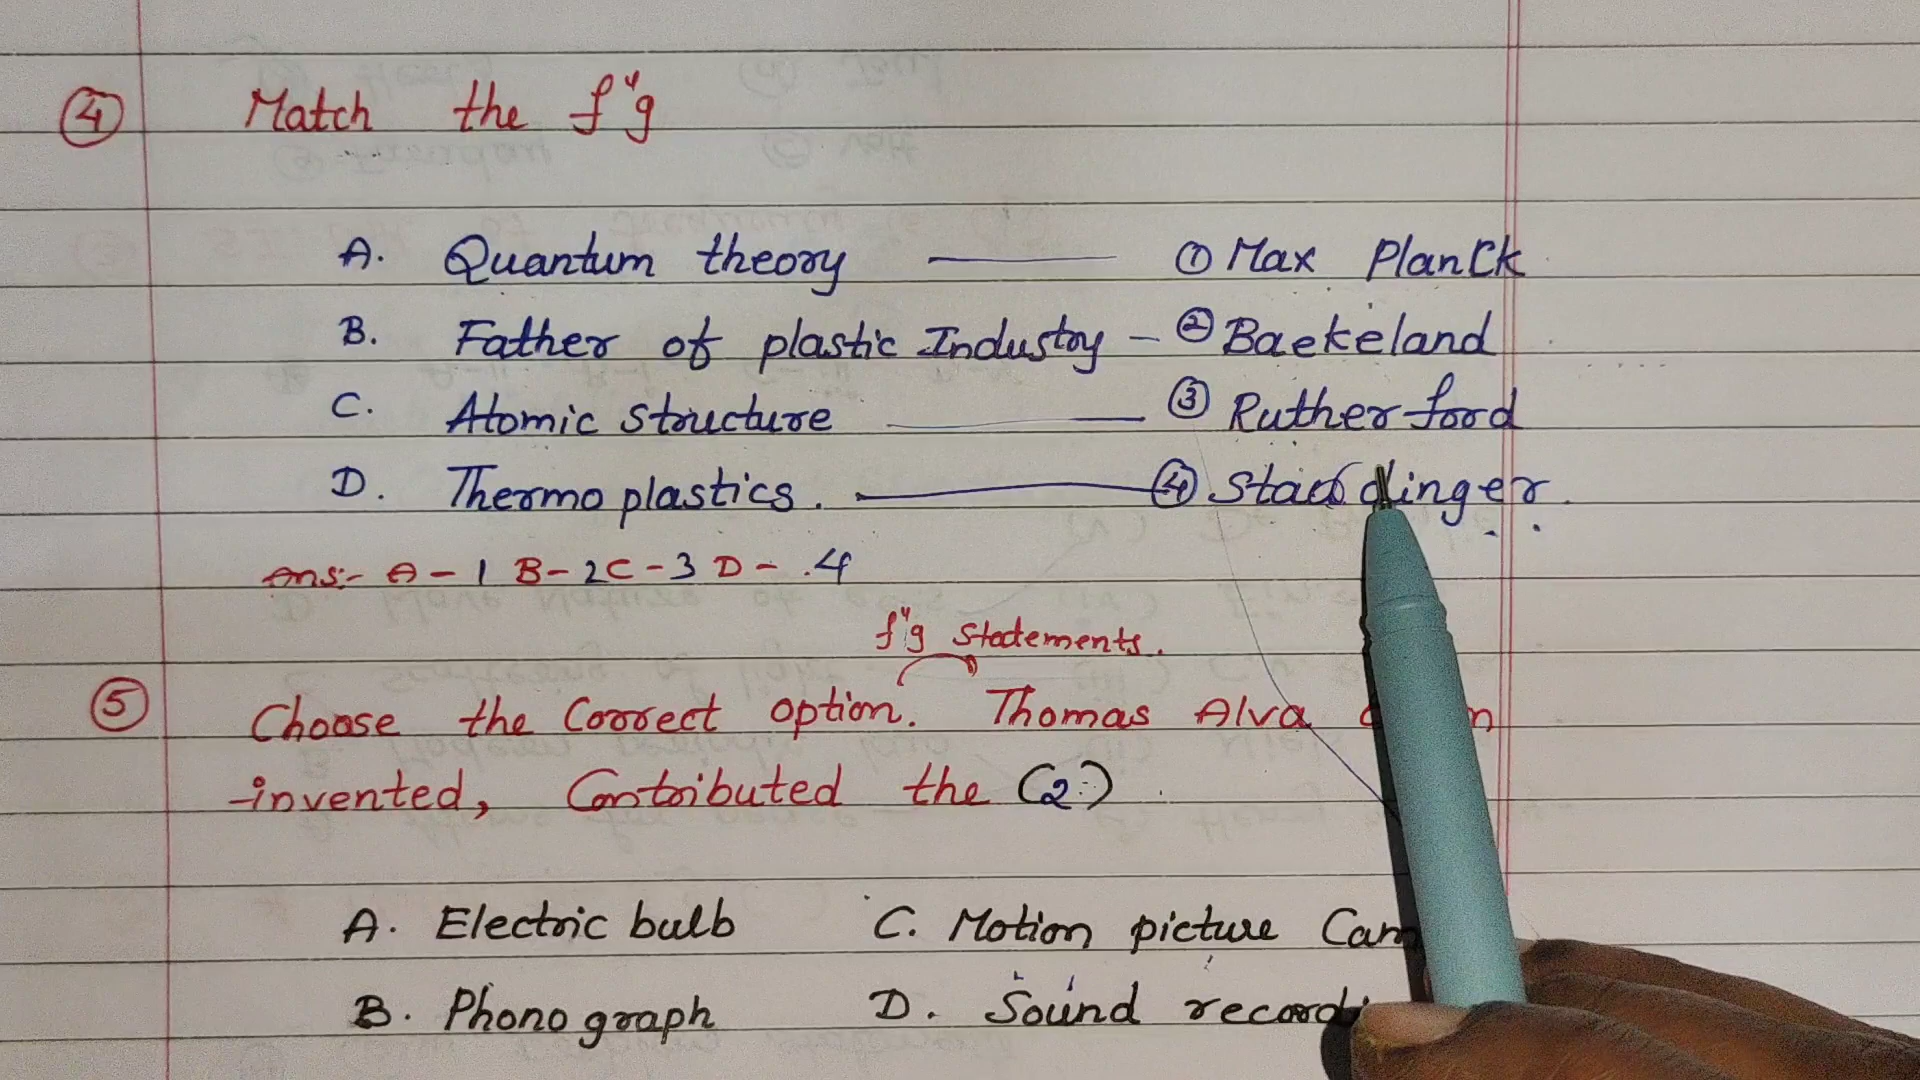 ④ Match the f"g
A. Quantum theory —— ① Max Planck
B. Father of plastic Industry - ② Baekeland
C. Atomic structure —— ③ Rutherford
D. Thermo plastics. —— ④
Ans:- A-1 B-2 C-3 D-.4
f"g Statements.
⑤ Choose the Correct option. Thomas Alva
invented, Contributed the (2)
A. Electric bulb C. Motion picture
B. Phono graph D. Sound